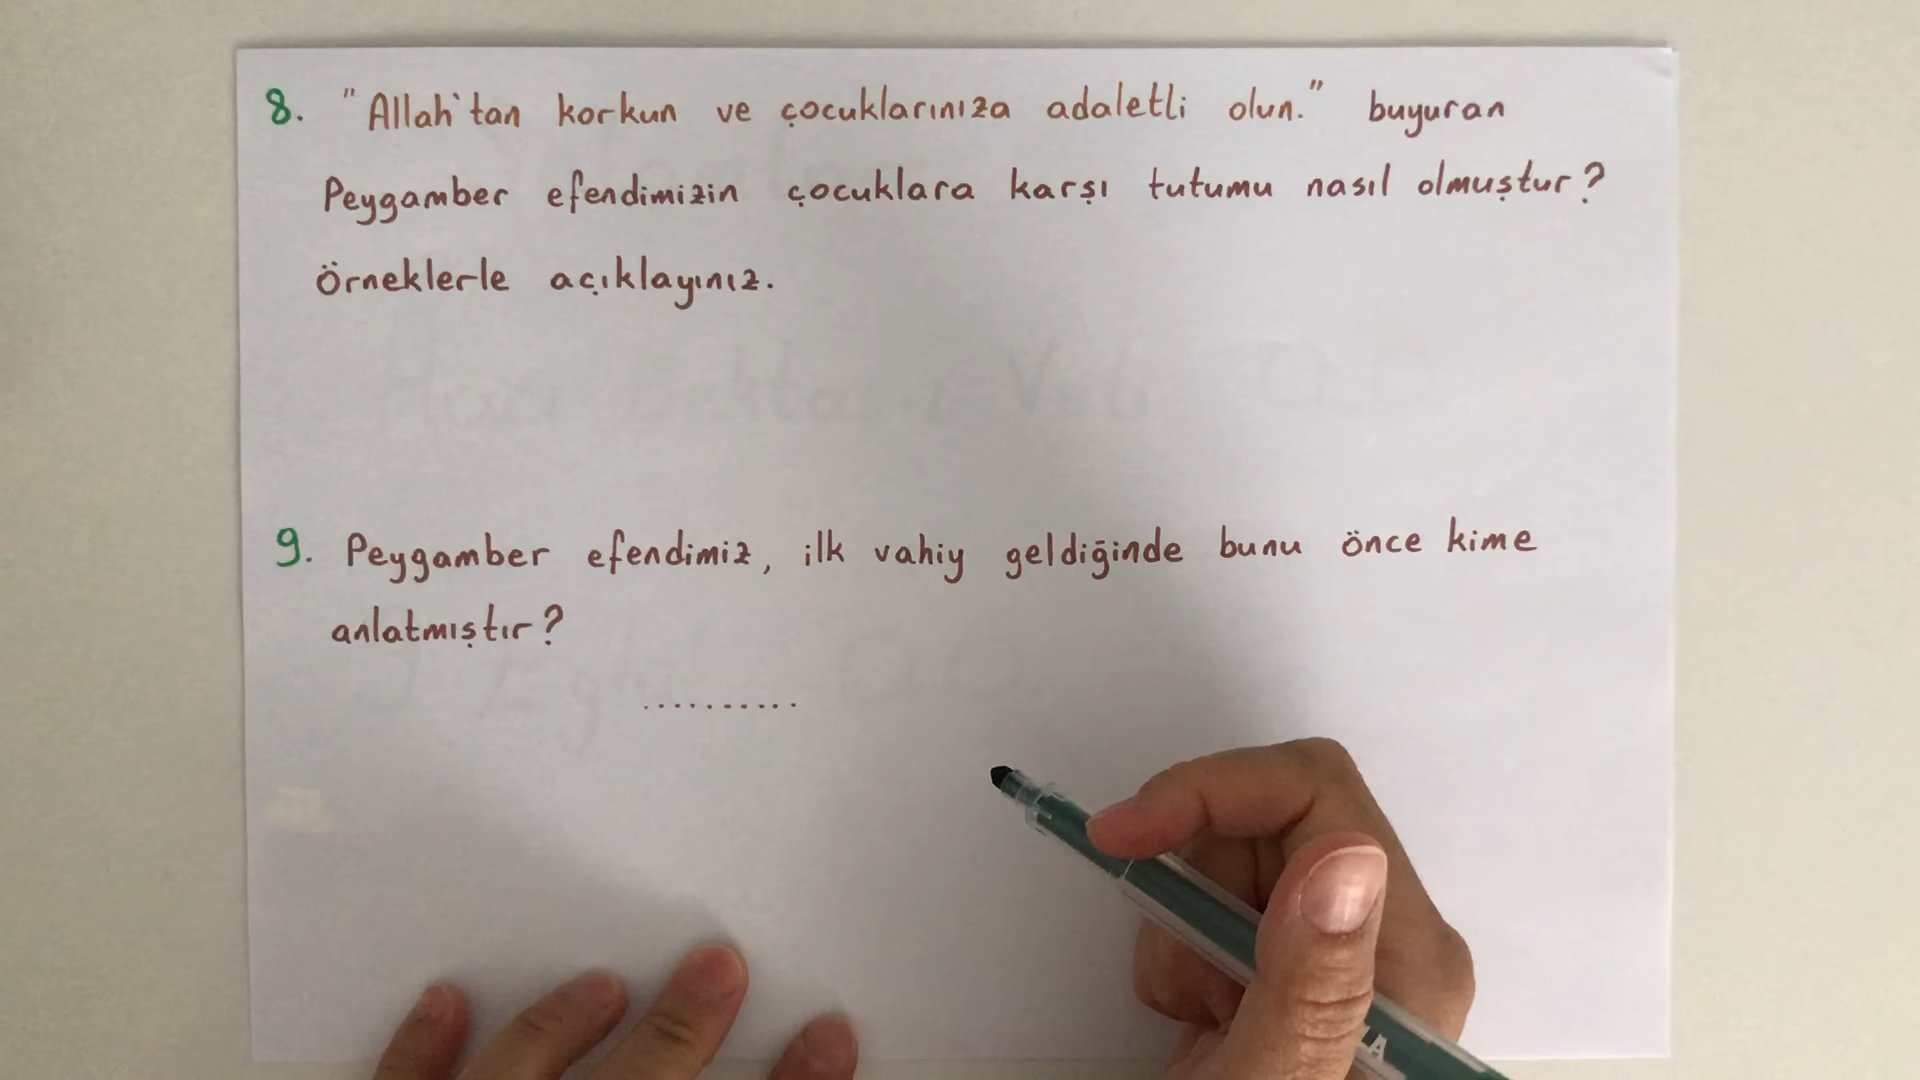 8. "Allah'tan korkun ve çocuklarınıza adaletli olun." buyuran
Peygamber efendimizin çocuklara karşı tutumu nasıl olmuştur?
Örneklerle açıklayınız.
9. Peygamber efendimiz, ilk vahiy geldiğinde bunu önce kime
anlatmıştır?
..........